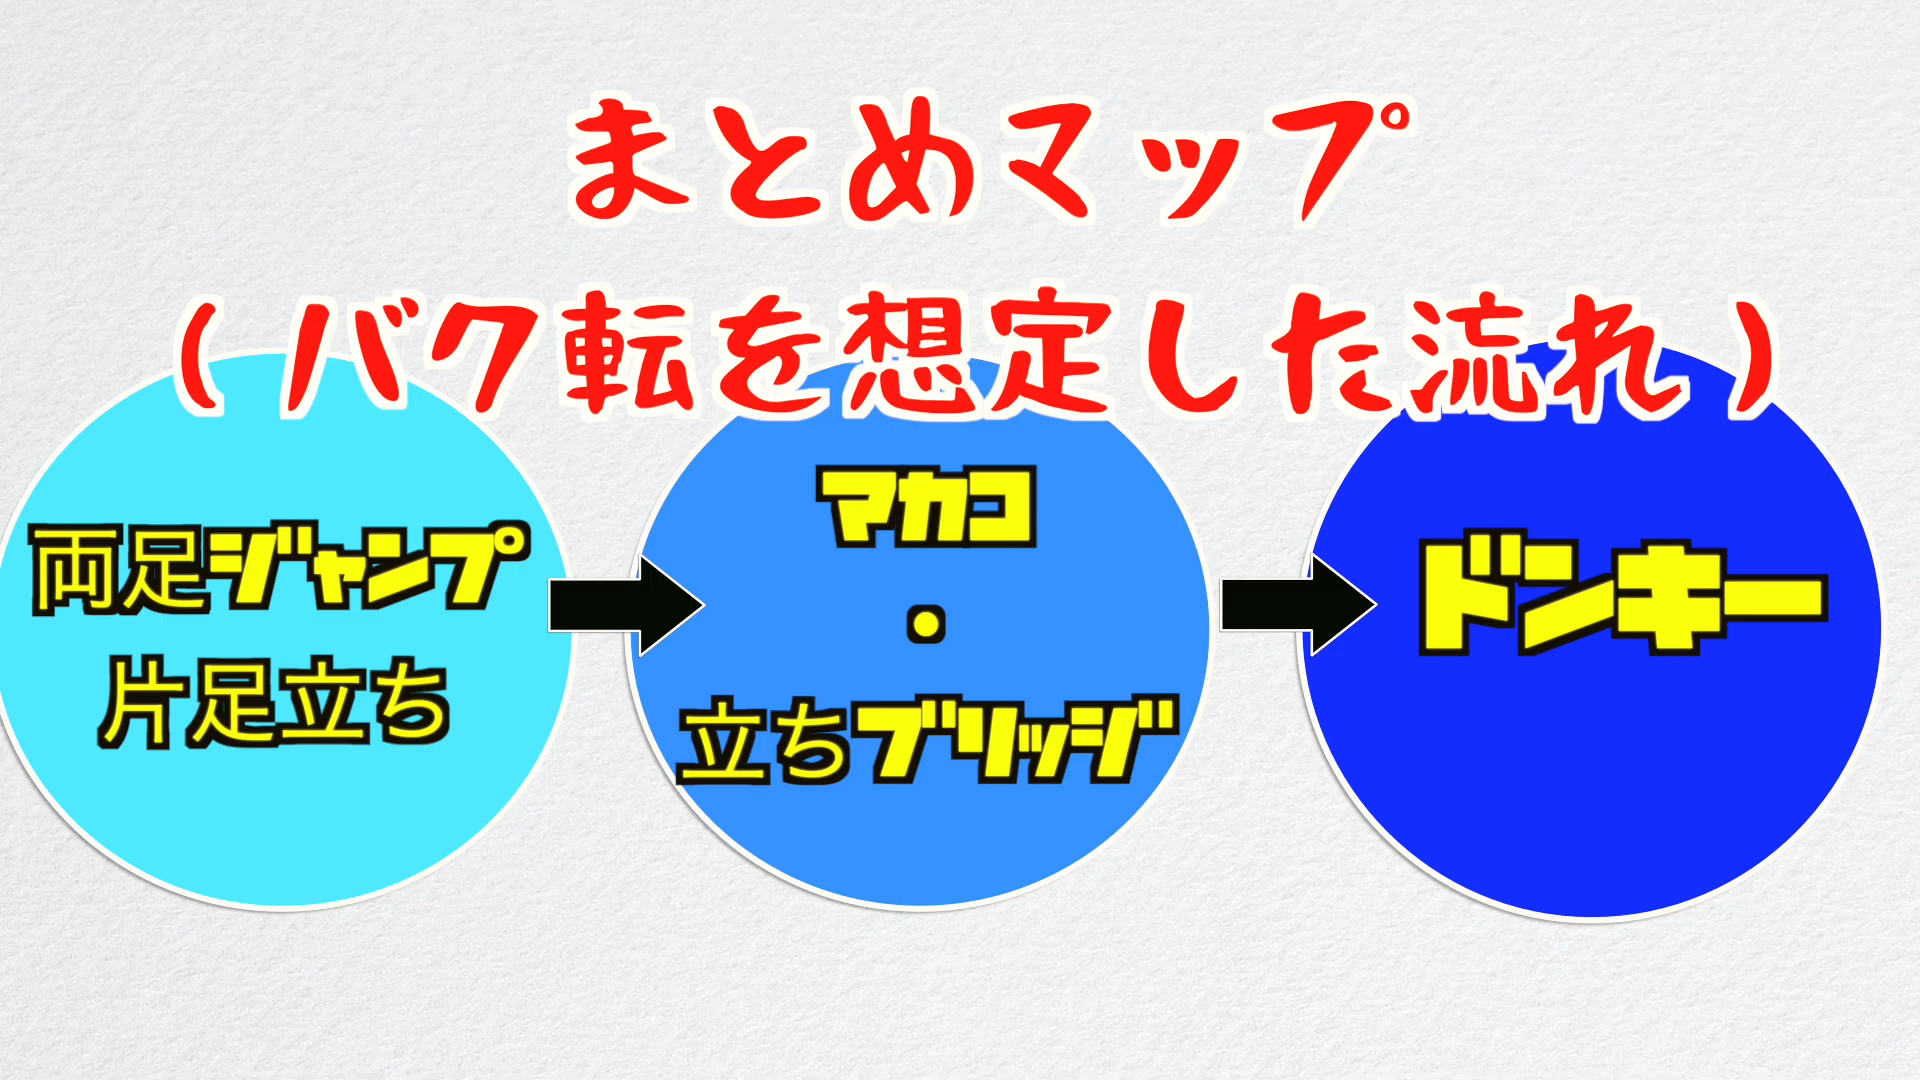 まとめマップ
(バク転を想定した流れ)
両足ジャンプ
片足立ち
マカコ
・
立ちブリッジ
ドンキー